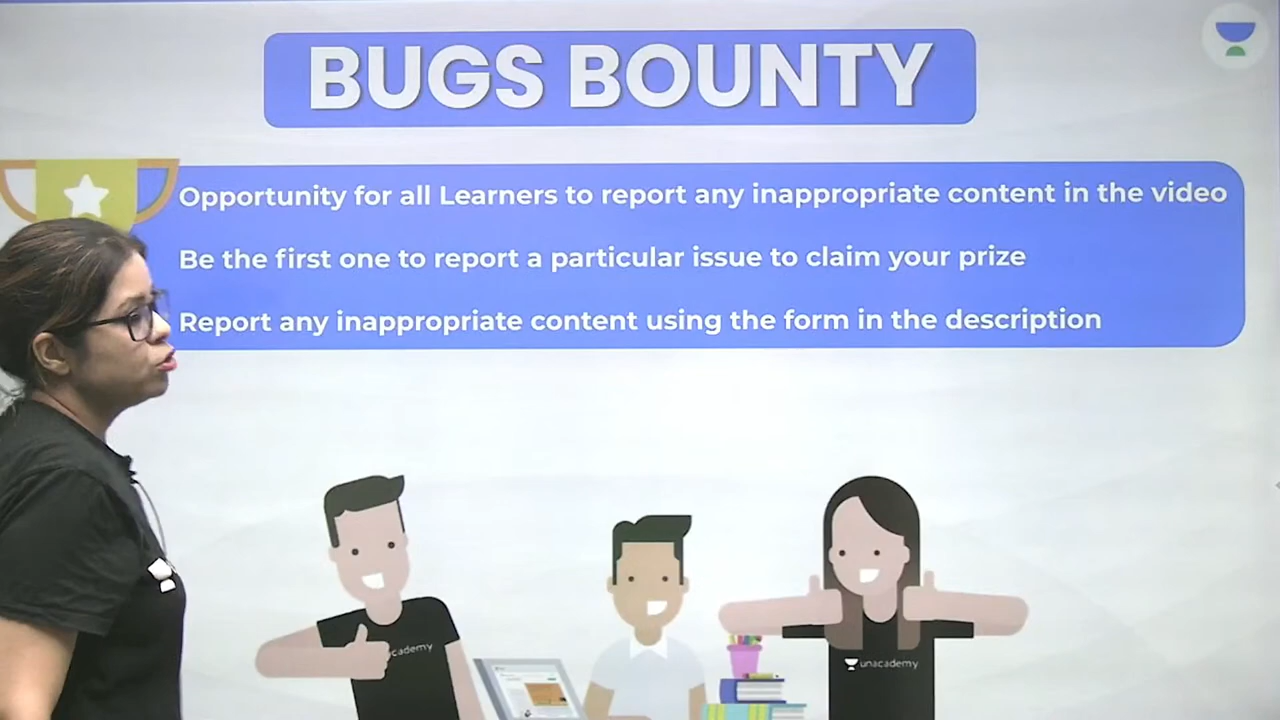 BUGS BOUNTY
Opportunity for all Learners to report any inappropriate content in the video
Be the first one to report a particular issue to claim your prize
Report any inappropriate content using the form in the description
cademy
unacademy